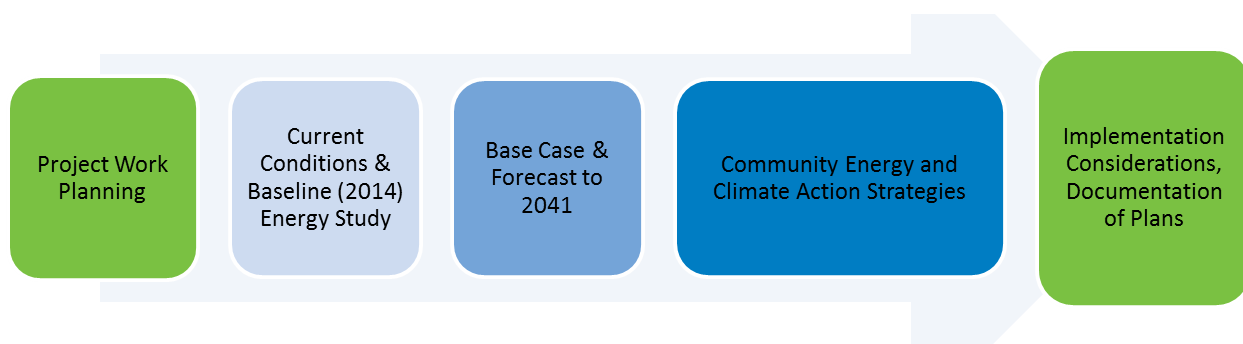 Project Work
Planning
Current
Conditions &
Baseline (2014)
Energy Study
Base Case &
Forecast to
2041
Community Energy and
Climate Action Strategies
Implementation
Considerations,
Documentation
of Plans